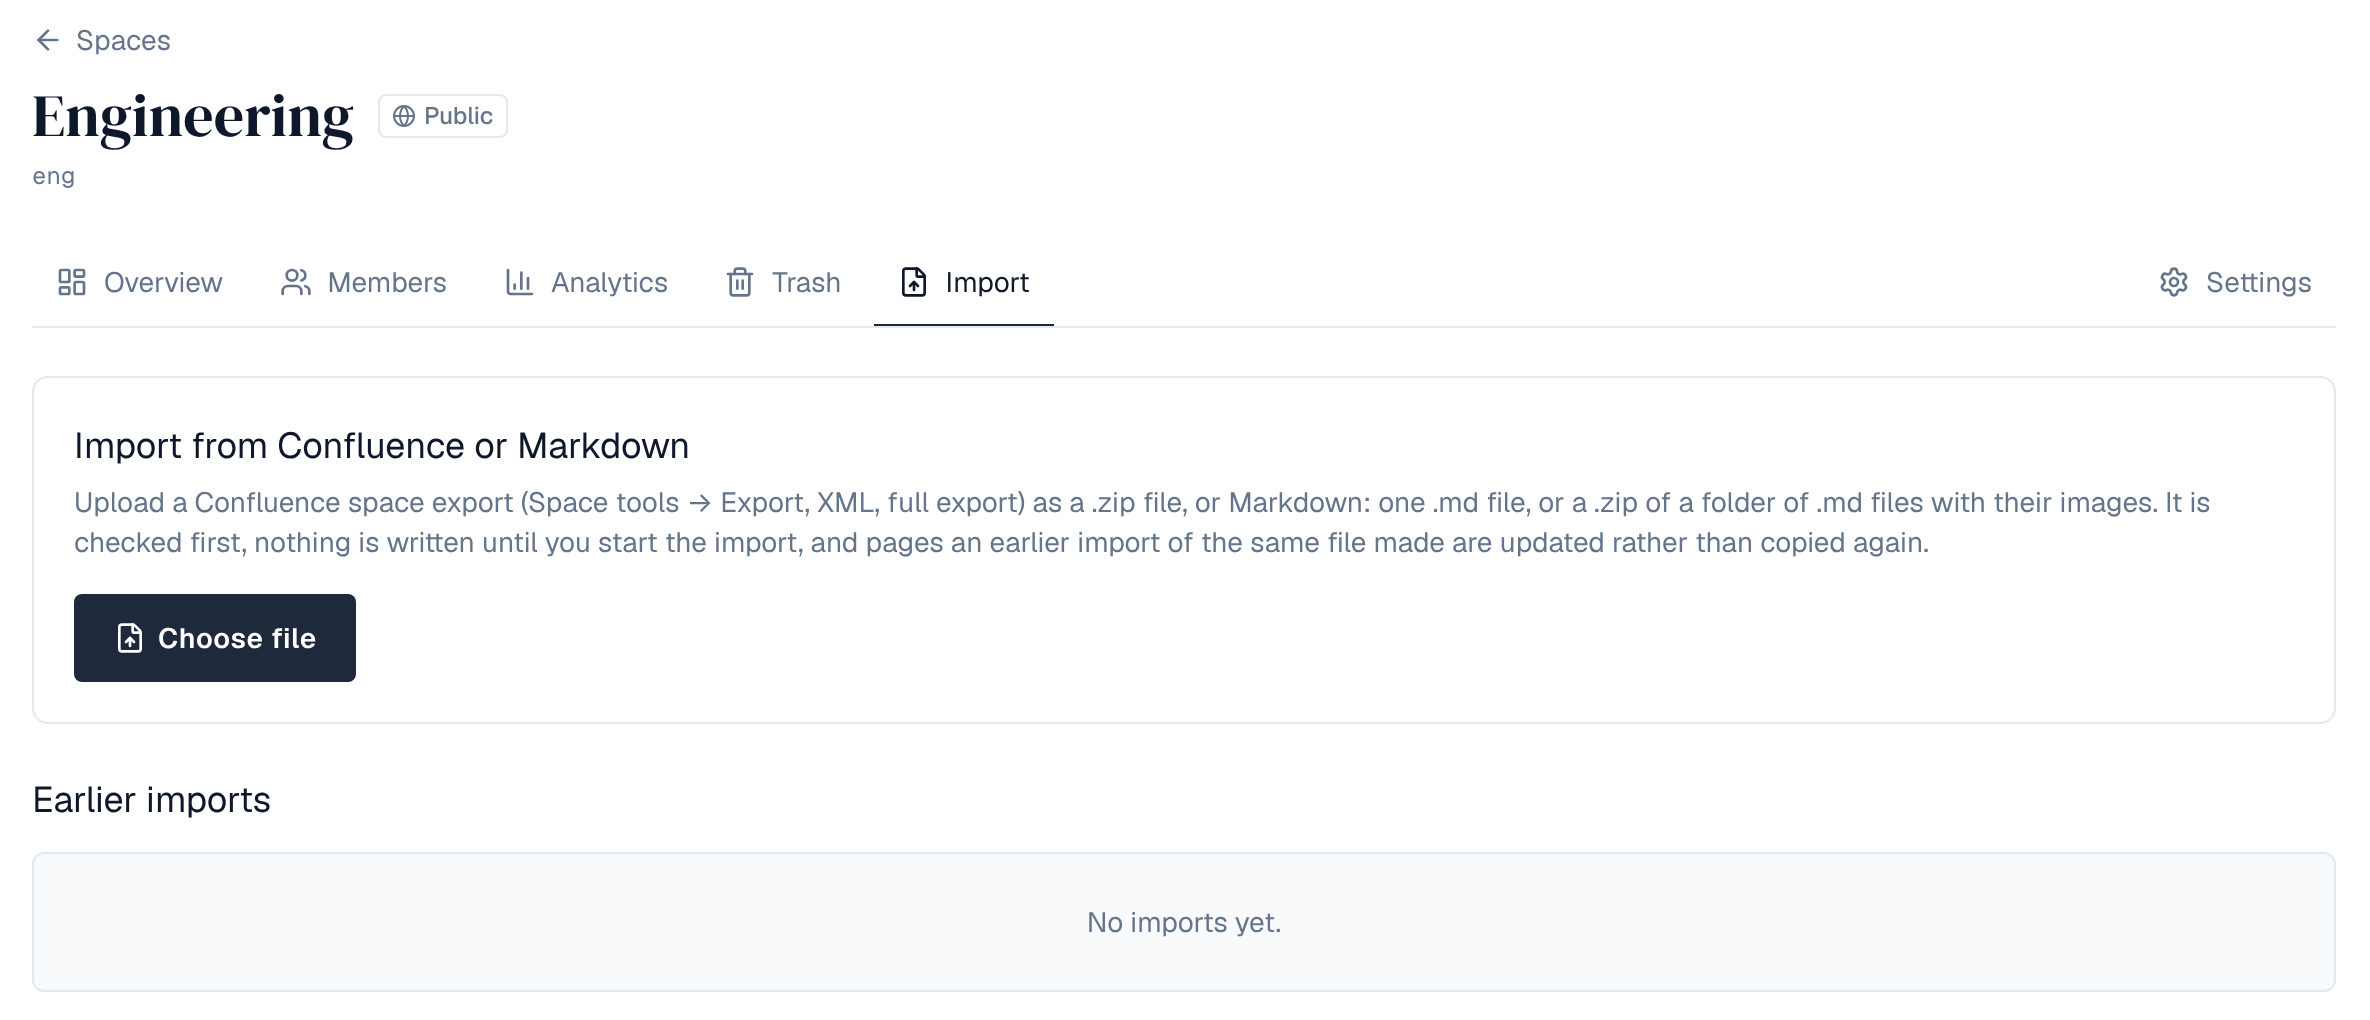 Spaces
Engineering
Public
eng
Overview
Members
Analytics
Trash
Import
Settings
Import from Confluence or Markdown
Upload a Confluence space export (Space tools → Export, XML, full export) as a .zip file, or Markdown: one .md file, or a .zip of a folder of .md files with their images. It is
checked first, nothing is written until you start the import, and pages an earlier import of the same file made are updated rather than copied again.
Choose file
Earlier imports
No imports yet.